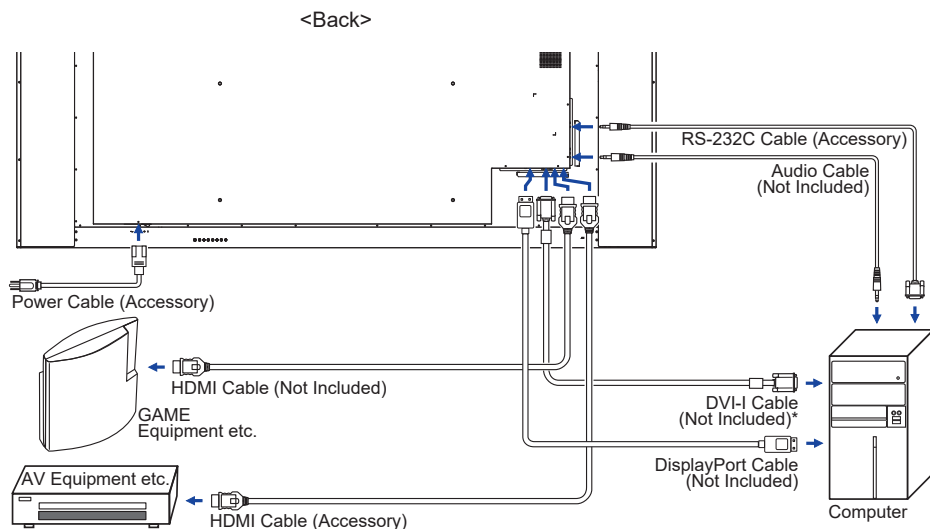 <Back>
RS-232C Cable (Accessory)
Audio Cable
(Not Included)
Power Cable (Accessory)
HDMI Cable (Not Included)
GAME
Equipment etc.
DVI-I Cable
(Not Included)*
DisplayPort Cable
(Not Included)
AV Equipment etc.
HDMI Cable (Accessory)
Computer